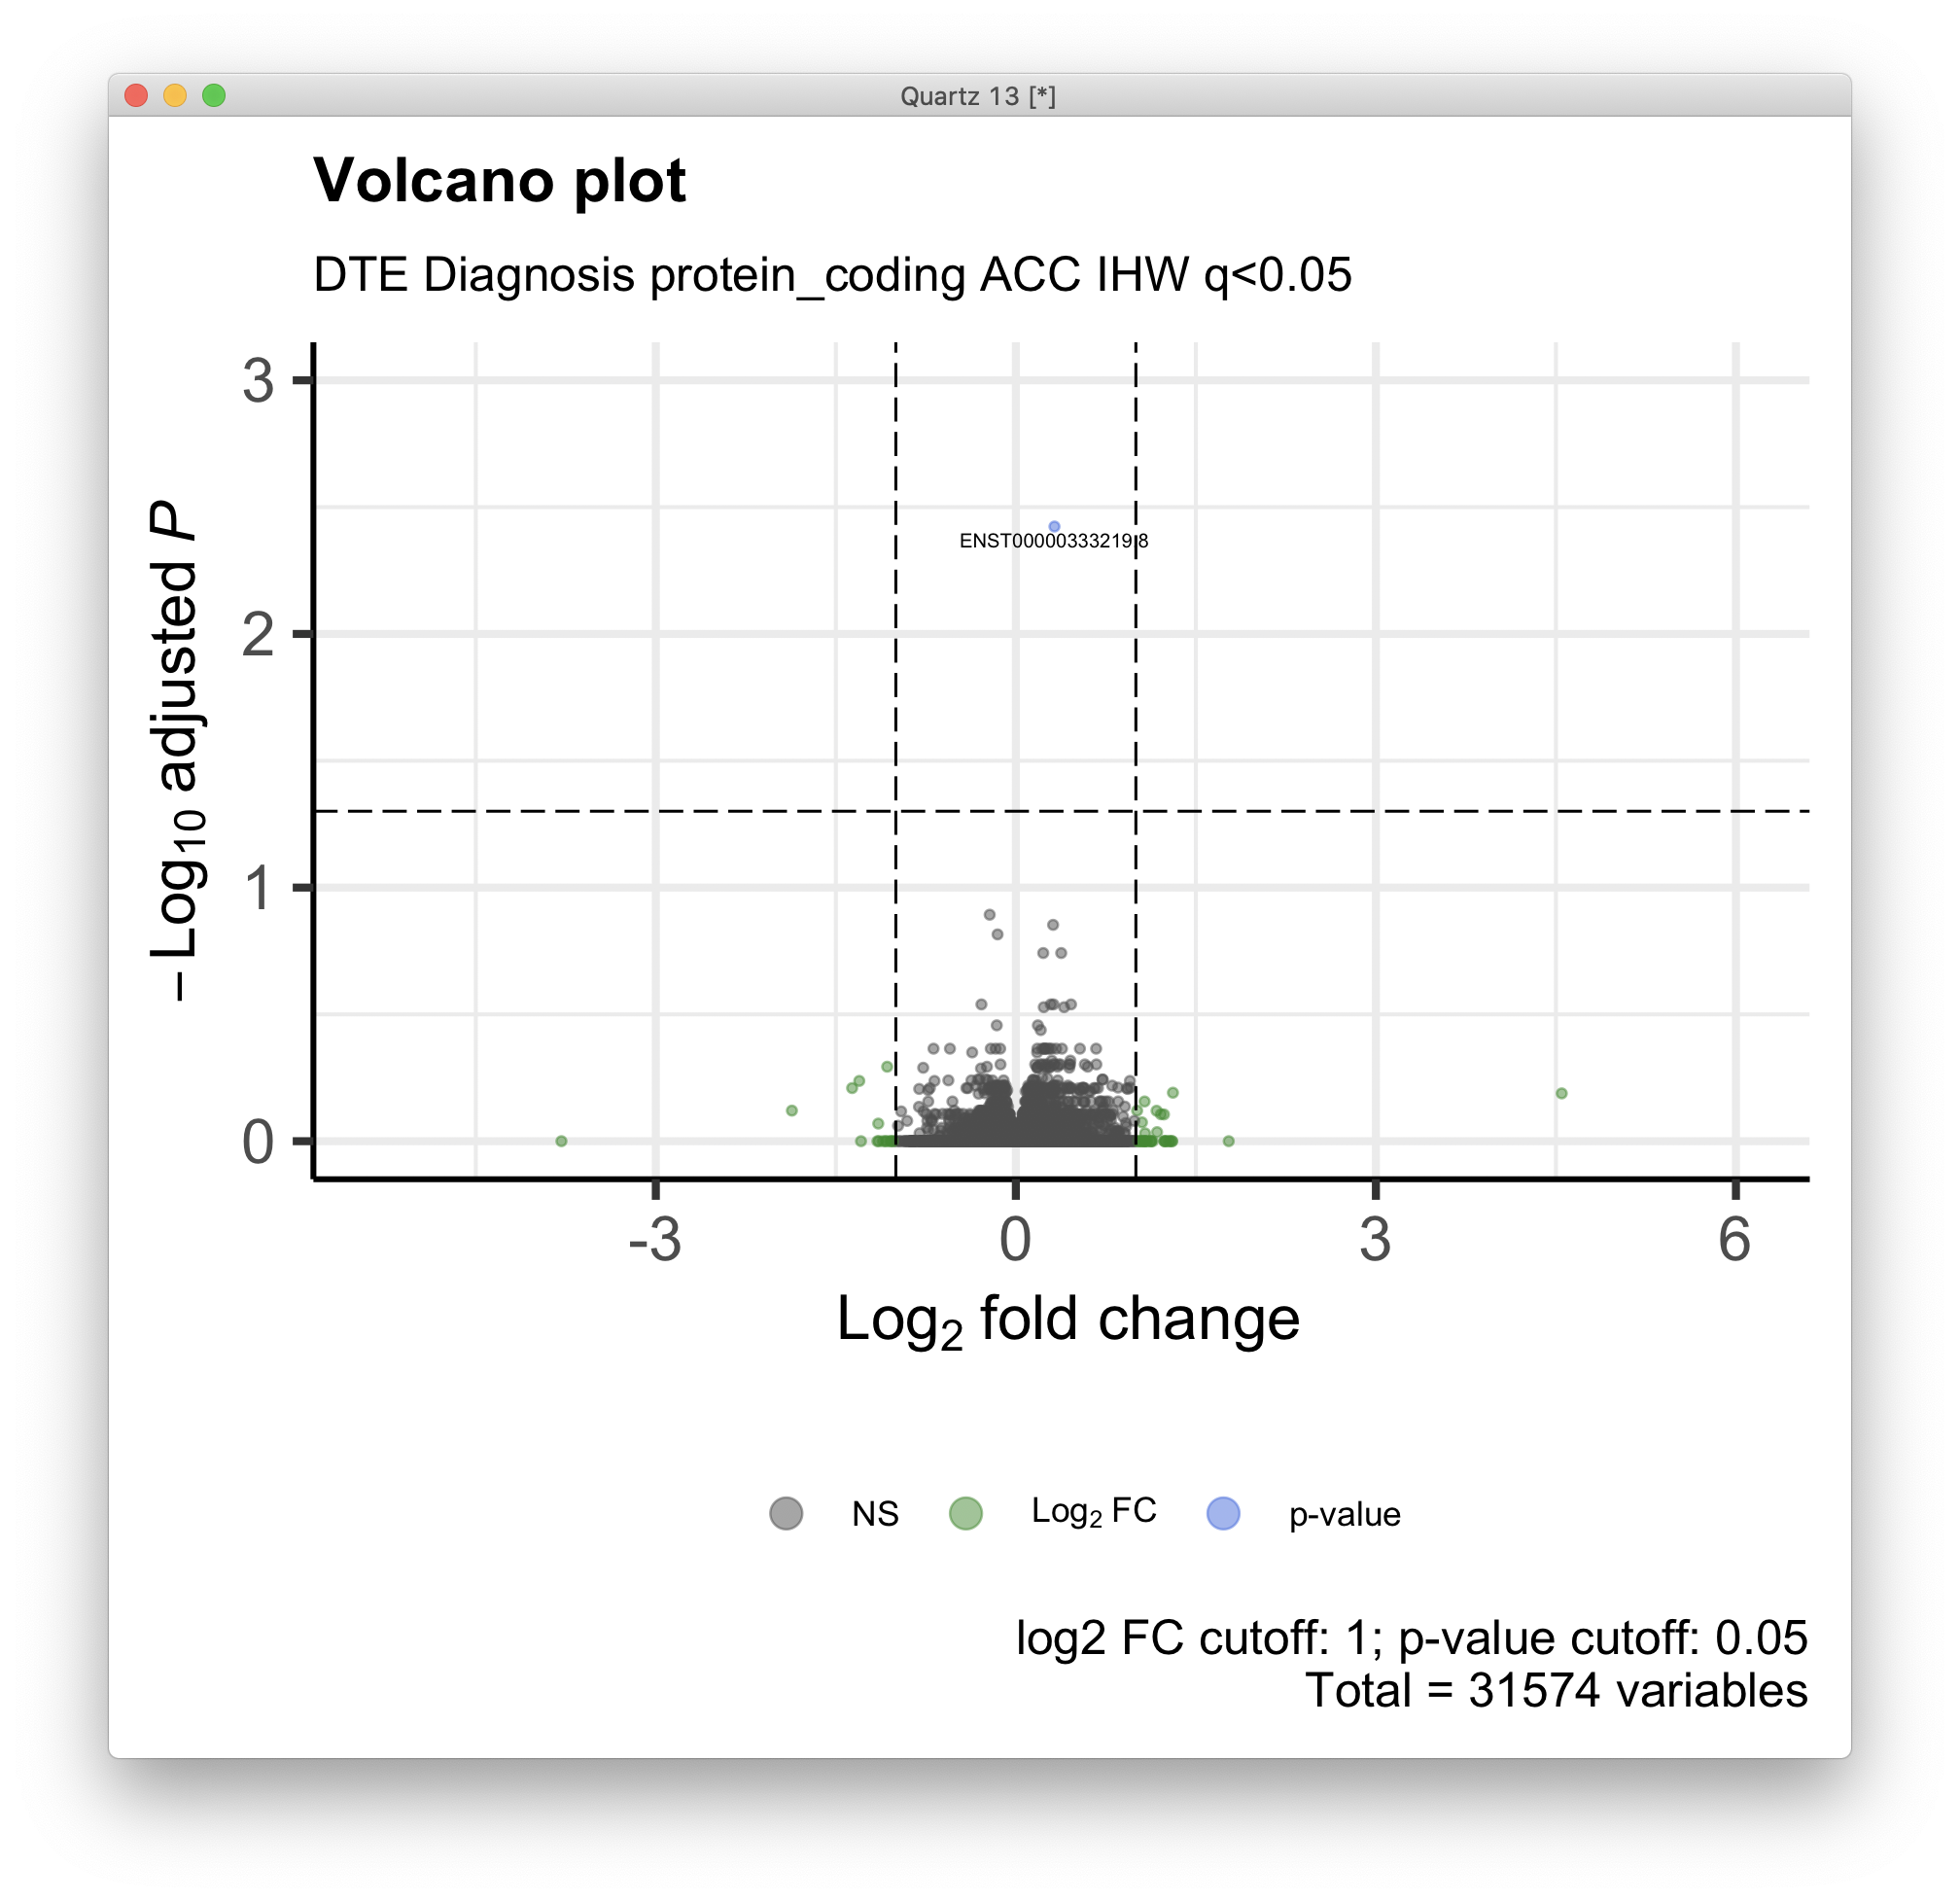 Quartz 13 [*]
Volcano plot
DTE Diagnosis protein_coding ACC IHW q<0.05
−Log10 adjusted P
3
2
1
0
ENST00000333219.8
-3 0 3 6
Log2 fold change
NS Log2 FC p-value
log2 FC cutoff: 1; p-value cutoff: 0.05
Total = 31574 variables